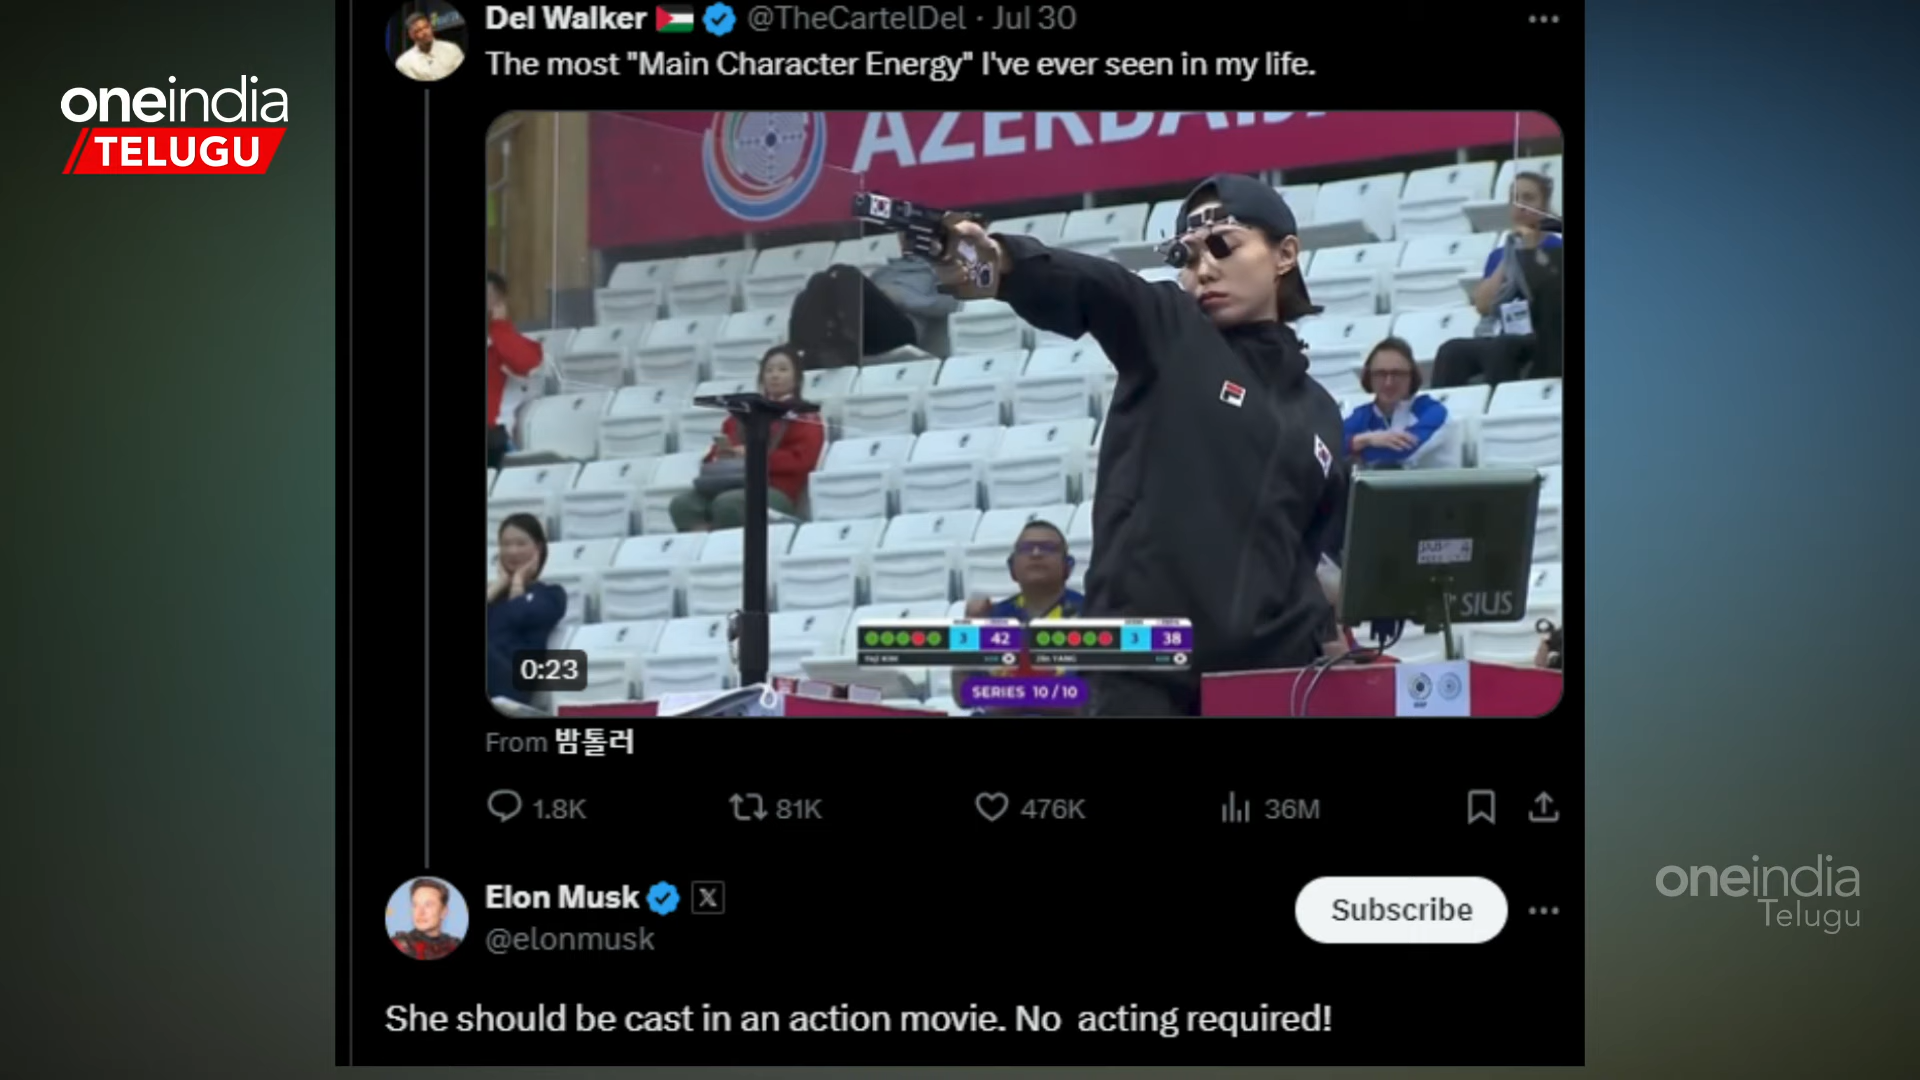 oneindia
TELUGU
Del Walker @TheCartelDel · Jul 30
The most "Main Character Energy" I've ever seen in my life.
3 42 3 38
SERIES 10/10
SIUS
0:23
From 밤톨러
1.8K 81K 476K 36M
Elon Musk
@elonmusk
Subscribe
She should be cast in an action movie. No acting required!
oneindia
Telugu